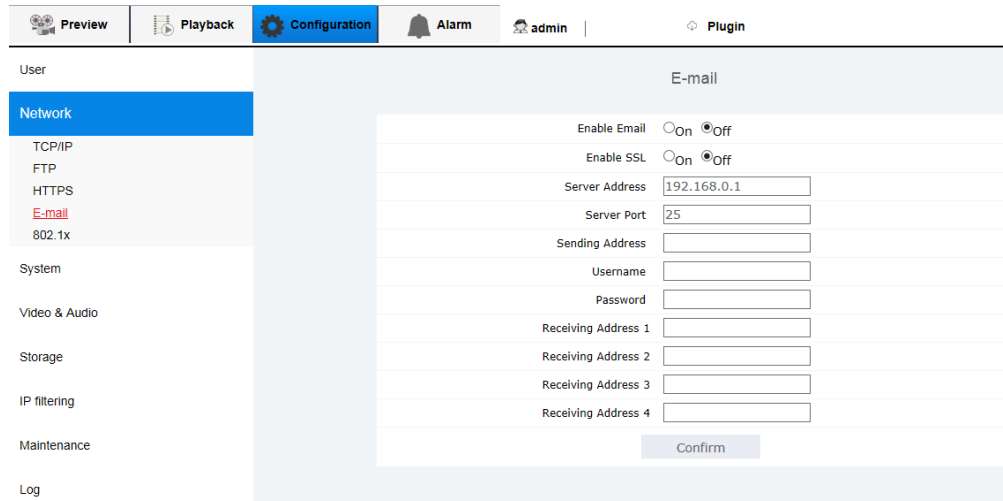 Preview Playback Configuration Alarm admin | Plugin
User
Network
TCP/IP
FTP
HTTPS
E-mail
802.1x
System
Video & Audio
Storage
IP filtering
Maintenance
Log
E-mail
Enable Email On Off
Enable SSL On Off
Server Address 192.168.0.1
Server Port 25
Sending Address
Username
Password
Receiving Address 1
Receiving Address 2
Receiving Address 3
Receiving Address 4
Confirm